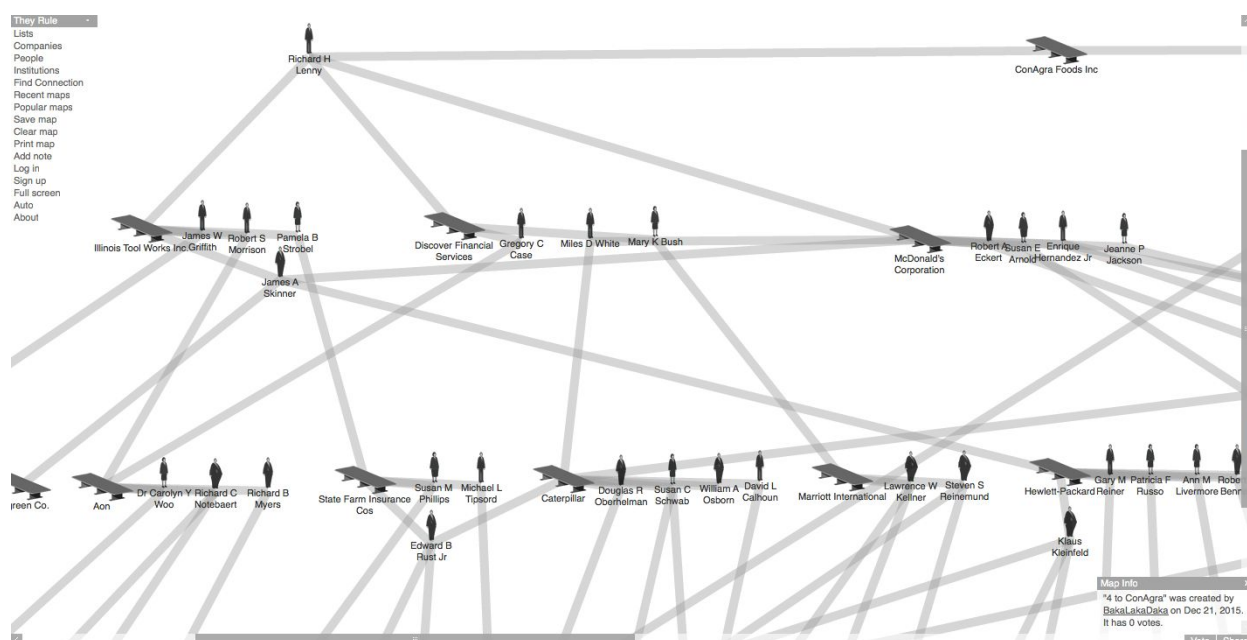 They Rule -
Lists
Companies
People
Institutions
Find Connection
Recent maps
Popular maps
Save map
Clear map
Print map
Add note
Log in
Sign up
Full screen
Auto
About
Richard H
Lenny
ConAgra Foods Inc
Illinois Tool Works Inc.
James W
Griffith
Robert S
Morrison
Pamela B
Strobel
James A
Skinner
Discover Financial
Services
Gregory C
Case
Miles D White
Mary K Bush
McDonald's
Corporation
Robert A
Eckert
Susan E
Arnold
Enrique
Hernandez Jr
Jeanne P
Jackson
reen Co.
Aon
Dr Carolyn Y
Woo
Richard C
Notebaert
Richard B
Myers
State Farm Insurance
Cos
Susan M
Phillips
Michael L
Tipsord
Edward B
Rust Jr
Caterpillar
Douglas R
Oberhelman
Susan C
Schwab
William A
Osborn
David L
Calhoun
Marriott International
Lawrence W
Kellner
Steven S
Reinemund
Hewlett-Packard
Gary M
Reiner
Patricia F
Russo
Ann M
Livermore
Robe
Benn
Klaus
Kleinfeld
Map Info x
"4 to ConAgra" was created by
BakaLakaDaka on Dec 21, 2015.
It has 0 votes.